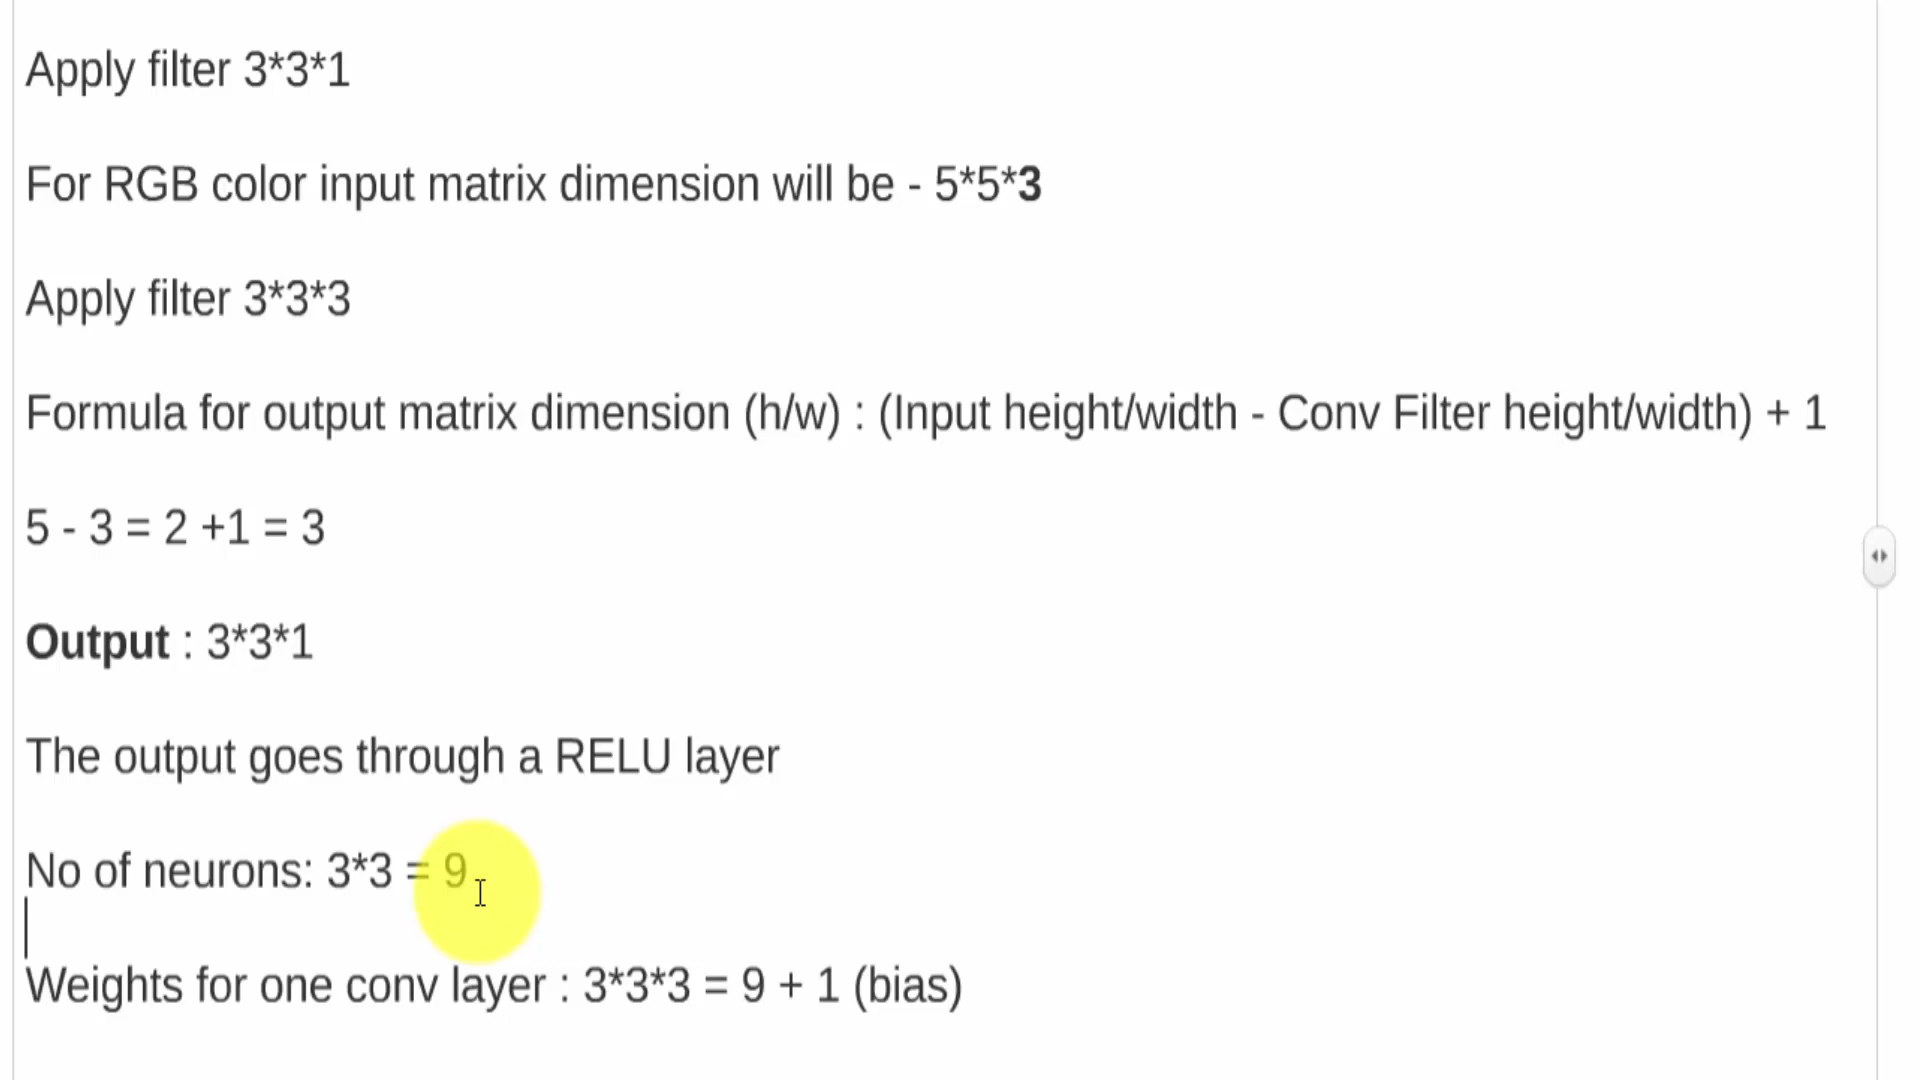 Apply filter 3*3*1
For RGB color input matrix dimension will be - 5*5*3
Apply filter 3*3*3
Formula for output matrix dimension (h/w) : (Input height/width - Conv Filter height/width) + 1
5 - 3 = 2 +1 = 3
Output : 3*3*1
The output goes through a RELU layer
No of neurons: 3*3 = 9
Weights for one conv layer : 3*3*3 = 9 + 1 (bias)